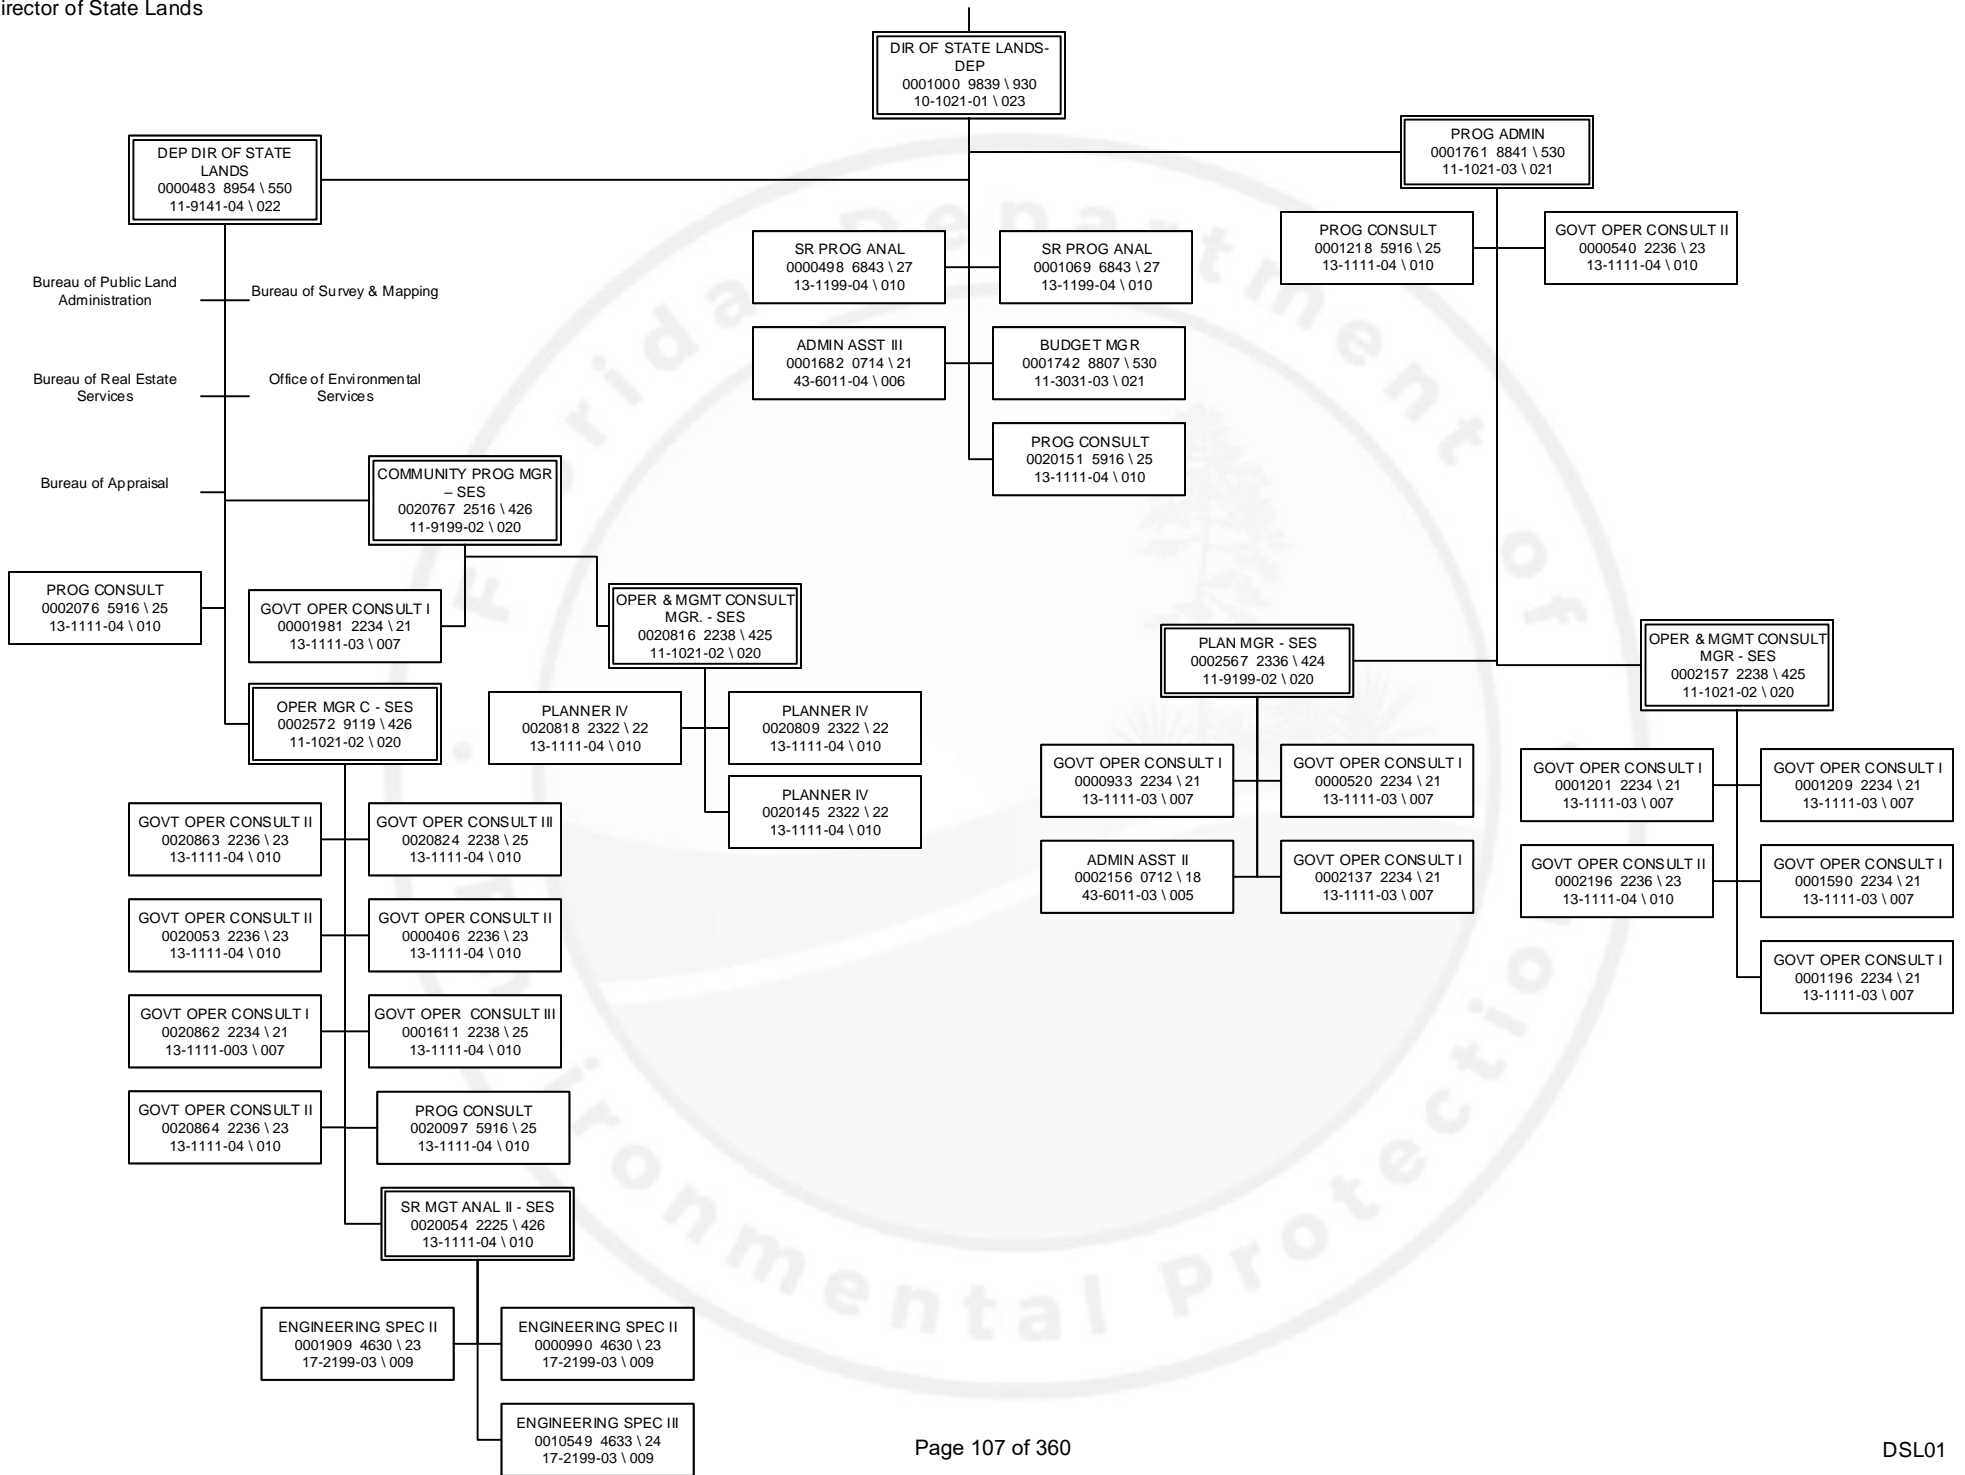 irector of State Lands
DIR OF STATE LANDS-
DEP
0001000 9839 \ 930
10-1021-01 \ 023
DEP DIR OF STATE
LANDS
0000483 8954 \ 550
11-9141-04 \ 022
PROG ADMIN
0001761 8841 \ 530
11-1021-03 \ 021
SR PROG ANAL
0000498 6843 \ 27
13-1199-04 \ 010
SR PROG ANAL
0001069 6843 \ 27
13-1199-04 \ 010
PROG CONSULT
0001218 5916 \ 25
13-1111-04 \ 010
GOVT OPER CONSULT II
0000540 2236 \ 23
13-1111-04 \ 010
Bureau of Public Land
Administration
Bureau of Survey & Mapping
ADMIN ASST III
0001682 0714 \ 21
43-6011-04 \ 006
BUDGET MGR
0001742 8807 \ 530
11-3031-03 \ 021
Bureau of Real Estate
Services
Office of Environmental
Services
PROG CONSULT
0020151 5916 \ 25
13-1111-04 \ 010
Bureau of Appraisal
COMMUNITY PROG MGR
– SES
0020767 2516 \ 426
11-9199-02 \ 020
PROG CONSULT
0002076 5916 \ 25
13-1111-04 \ 010
GOVT OPER CONSULT I
00001981 2234 \ 21
13-1111-03 \ 007
OPER & MGMT CONSULT
MGR. - SES
0020816 2238 \ 425
11-1021-02 \ 020
PLAN MGR - SES
0002567 2336 \ 424
11-9199-02 \ 020
OPER & MGMT CONSULT
MGR - SES
0002157 2238 \ 425
11-1021-02 \ 020
OPER MGR C - SES
0002572 9119 \ 426
11-1021-02 \ 020
PLANNER IV
0020818 2322 \ 22
13-1111-04 \ 010
PLANNER IV
0020809 2322 \ 22
13-1111-04 \ 010
PLANNER IV
0020145 2322 \ 22
13-1111-04 \ 010
GOVT OPER CONSULT I
0000933 2234 \ 21
13-1111-03 \ 007
GOVT OPER CONSULT I
0000520 2234 \ 21
13-1111-03 \ 007
GOVT OPER CONSULT I
0001201 2234 \ 21
13-1111-03 \ 007
GOVT OPER CONSULT I
0001209 2234 \ 21
13-1111-03 \ 007
GOVT OPER CONSULT II
0020863 2236 \ 23
13-1111-04 \ 010
GOVT OPER CONSULT III
0020824 2238 \ 25
13-1111-04 \ 010
ADMIN ASST II
0002156 0712 \ 18
43-6011-03 \ 005
GOVT OPER CONSULT I
0002137 2234 \ 21
13-1111-03 \ 007
GOVT OPER CONSULT II
0002196 2236 \ 23
13-1111-04 \ 010
GOVT OPER CONSULT I
0001590 2234 \ 21
13-1111-03 \ 007
GOVT OPER CONSULT II
0020053 2236 \ 23
13-1111-04 \ 010
GOVT OPER CONSULT II
0000406 2236 \ 23
13-1111-04 \ 010
GOVT OPER CONSULT I
0001196 2234 \ 21
13-1111-03 \ 007
GOVT OPER CONSULT I
0020862 2234 \ 21
13-1111-003 \ 007
GOVT OPER CONSULT III
0001611 2238 \ 25
13-1111-04 \ 010
GOVT OPER CONSULT II
0020864 2236 \ 23
13-1111-04 \ 010
PROG CONSULT
0020097 5916 \ 25
13-1111-04 \ 010
SR MGT ANAL II - SES
0020054 2225 \ 426
13-1111-04 \ 010
ENGINEERING SPEC II
0001909 4630 \ 23
17-2199-03 \ 009
ENGINEERING SPEC II
0000990 4630 \ 23
17-2199-03 \ 009
ENGINEERING SPEC III
0010549 4633 \ 24
17-2199-03 \ 009
Florida Department of
Environmental Protection
Page 107 of 360
DSL01